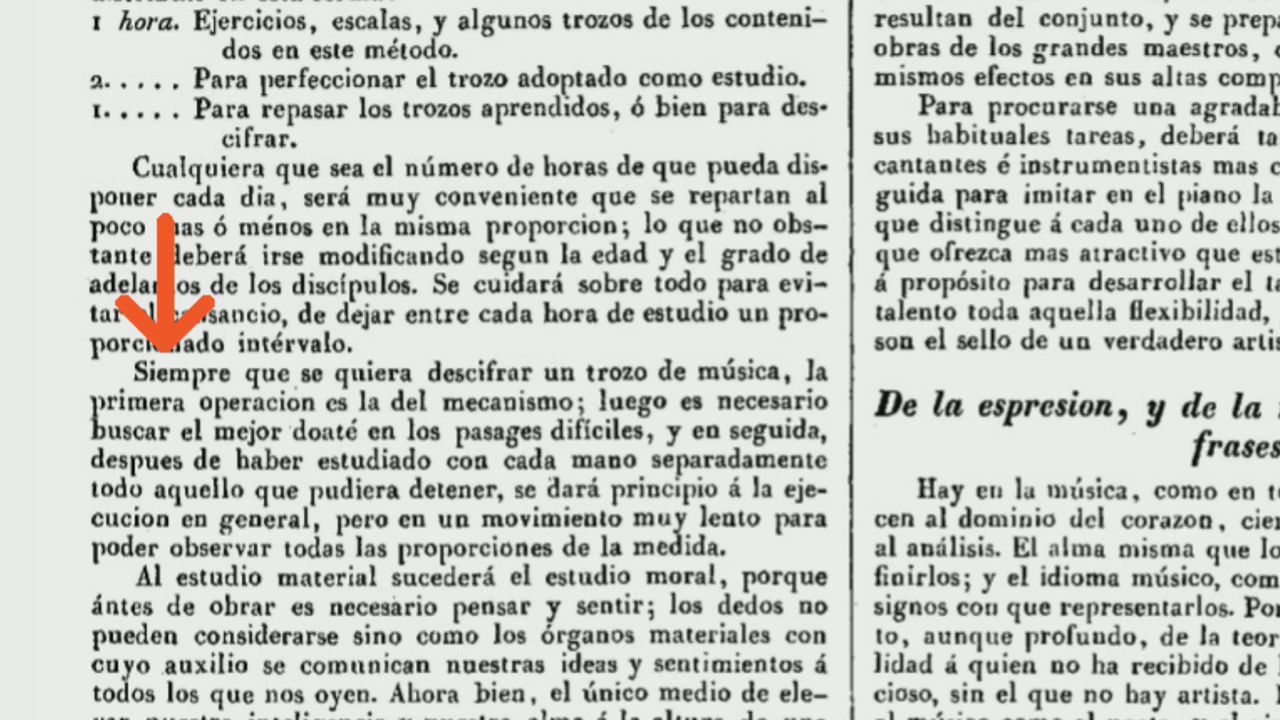 1 hora. Ejercicios, escalas, y algunos trozos de los conteni-
dos en este método.
2. . . . . Para perfeccionar el trozo adoptado como estudio.
1. . . . . Para repasar los trozos aprendidos, ó bien para des-
cifrar.
Cualquiera que sea el número de horas de que pueda dis-
poner cada dia, será muy conveniente que se repartan al
poco mas ó ménos en la misma proporcion; lo que no obs-
tante deberá irse modificando segun la edad y el grado de
de los discípulos. Se cuidará sobre todo para evi-
tar el cansancio, de dejar entre cada hora de estudio un pro-
porcionado intérvalo.
Siempre que se quiera descifrar un trozo de música, la
primera operacion es la del mecanismo; luego es necesario
buscar el mejor doaté en los pasages difíciles, y en seguida,
despues de haber estudiado con cada mano separadamente
todo aquello que pudiera detener, se dará principio á la eje-
cucion en general, pero en un movimiento muy lento para
poder observar todas las proporciones de la medida.
Al estudio material sucederá el estudio moral, porque
ántes de obrar es necesario pensar y sentir; los dedos no
pueden considerarse sino como los órganos materiales con
cuyo auxilio se comunican nuestras ideas y sentimientos á
todos los que nos oyen. Ahora bien, el único medio de ele-
resultan del conjunto, y se prepa
obras de los grandes maestros,
mismos efectos en sus altas comp
Para procurarse una agradab
sus habituales tareas, deberá ta
cantantes é instrumentistas mas c
guida para imitar en el piano la
que distingue á cada uno de ellos
que ofrezca mas atractivo que est
á propósito para desarrollar el ta
talento toda aquella flexibilidad,
son el sello de un verdadero artis
De la espresion, y de la
frases
Hay en la música, como en t
cen al dominio del corazon, cier
al análisis. El alma misma que lo
finirlos; y el idioma músico, com
signos con que representarlos. Po
to, aunque profundo, de la teor
lidad á quien no ha recibido de
cioso, sin el que no hay artista.